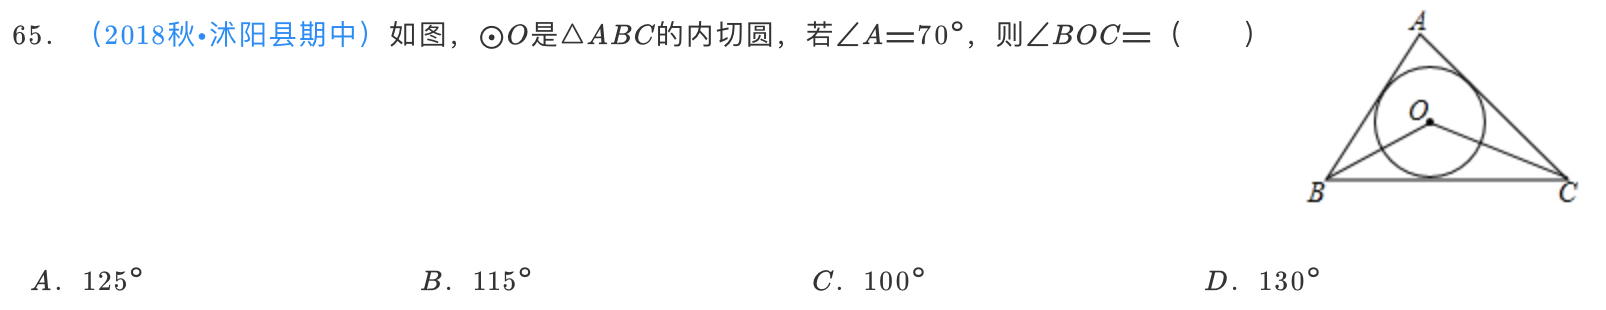 65. （2018秋•沭阳县期中）如图，⊙O是△ABC的内切圆，若∠A=70°，则∠BOC=（　　）
A
O
B
C
A. 125°
B. 115°
C. 100°
D. 130°